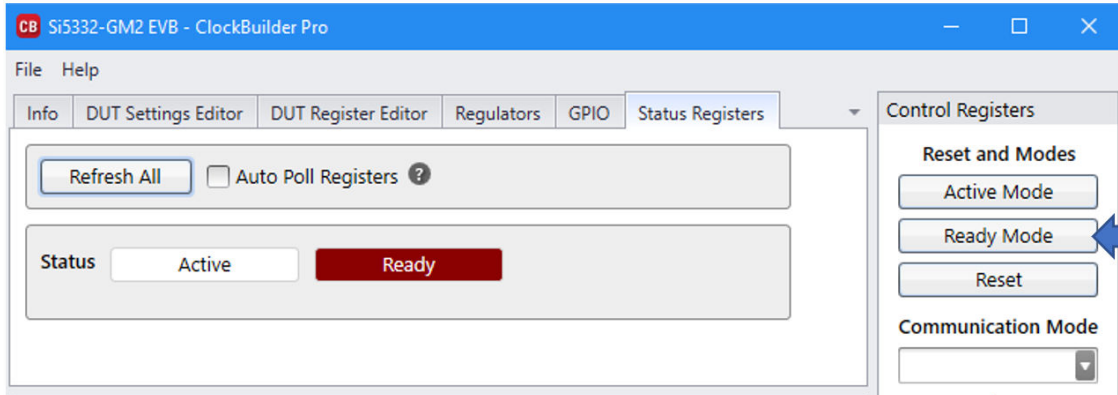 CB Si5332-GM2 EVB - ClockBuilder Pro
File Help
Info DUT Settings Editor DUT Register Editor Regulators GPIO Status Registers
Refresh All Auto Poll Registers ?
Status Active Ready
Control Registers
Reset and Modes
Active Mode
Ready Mode
Reset
Communication Mode